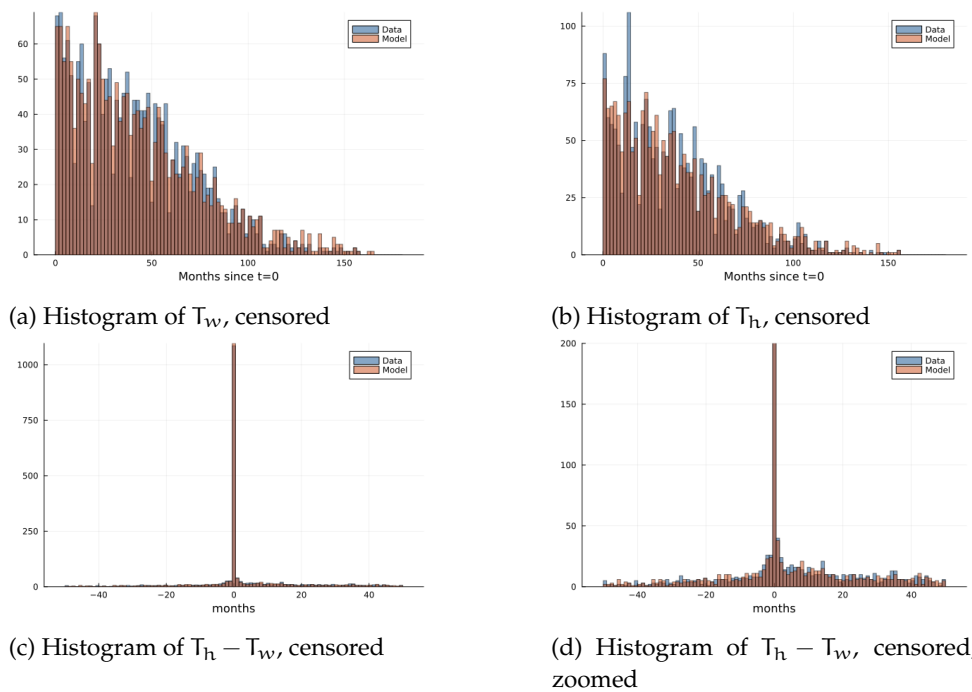 60
50
40
30
20
10
0
0 50 100 150
Months since t=0
Data
Model
(a) Histogram of T_w, censored
100
75
50
25
0
0 50 100 150
Months since t=0
Data
Model
(b) Histogram of T_h, censored
1000
750
500
250
0
−40 −20 0 20 40
months
Data
Model
(c) Histogram of T_h − T_w, censored
200
150
100
50
0
−40 −20 0 20 40
months
Data
Model
(d) Histogram of T_h − T_w, censored,
zoomed